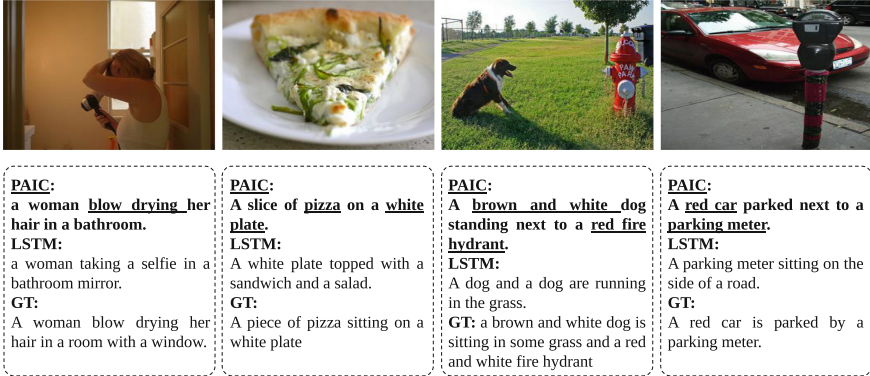 PAIC:
a woman blow drying her
hair in a bathroom.
LSTM:
a woman taking a selfie in a
bathroom mirror.
GT:
A woman blow drying her
hair in a room with a window.
PAIC:
A slice of pizza on a white
plate.
LSTM:
A white plate topped with a
sandwich and a salad.
GT:
A piece of pizza sitting on a
white plate
PAW
PARK
PAIC:
A brown and white dog
standing next to a red fire
hydrant.
LSTM:
A dog and a dog are running
in the grass.
GT: a brown and white dog is
sitting in some grass and a red
and white fire hydrant
PAIC:
A red car parked next to a
parking meter.
LSTM:
A parking meter sitting on the
side of a road.
GT:
A red car is parked by a
parking meter.